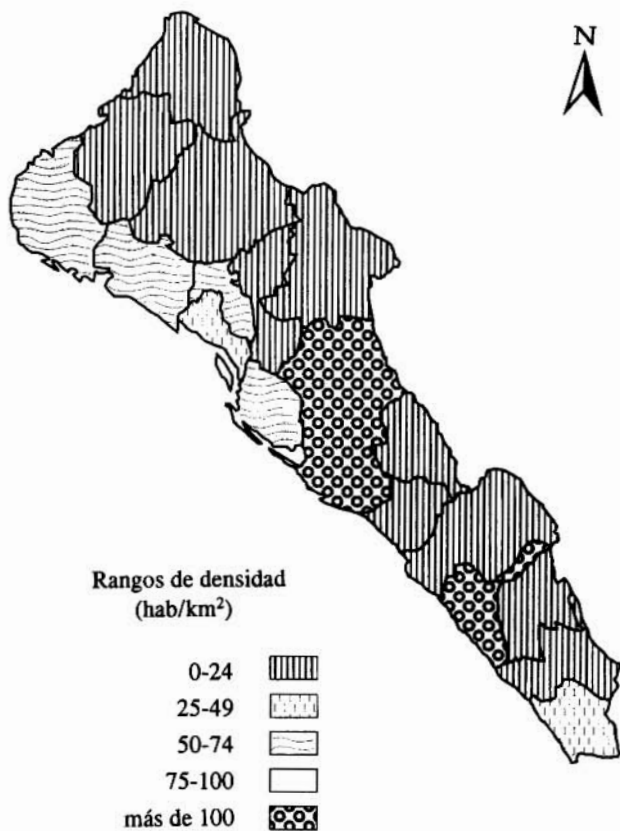 N
Rangos de densidad
(hab/km²)
0-24
25-49
50-74
75-100
más de 100